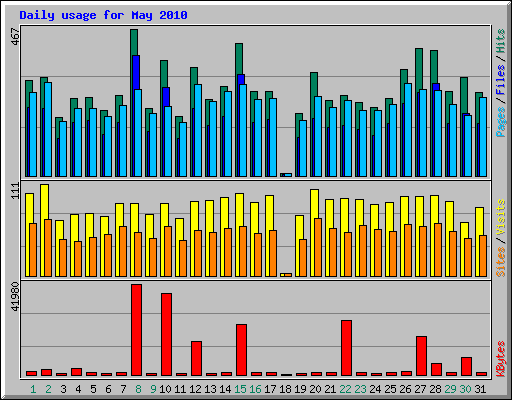 Daily usage for May 2010
467
Pages / Files / Hits
111
Sites / Visits
41980
KBytes
1 2 3 4 5 6 7 8 9 10 11 12 13 14 15 16 17 18 19 20 21 22 23 24 25 26 27 28 29 30 31